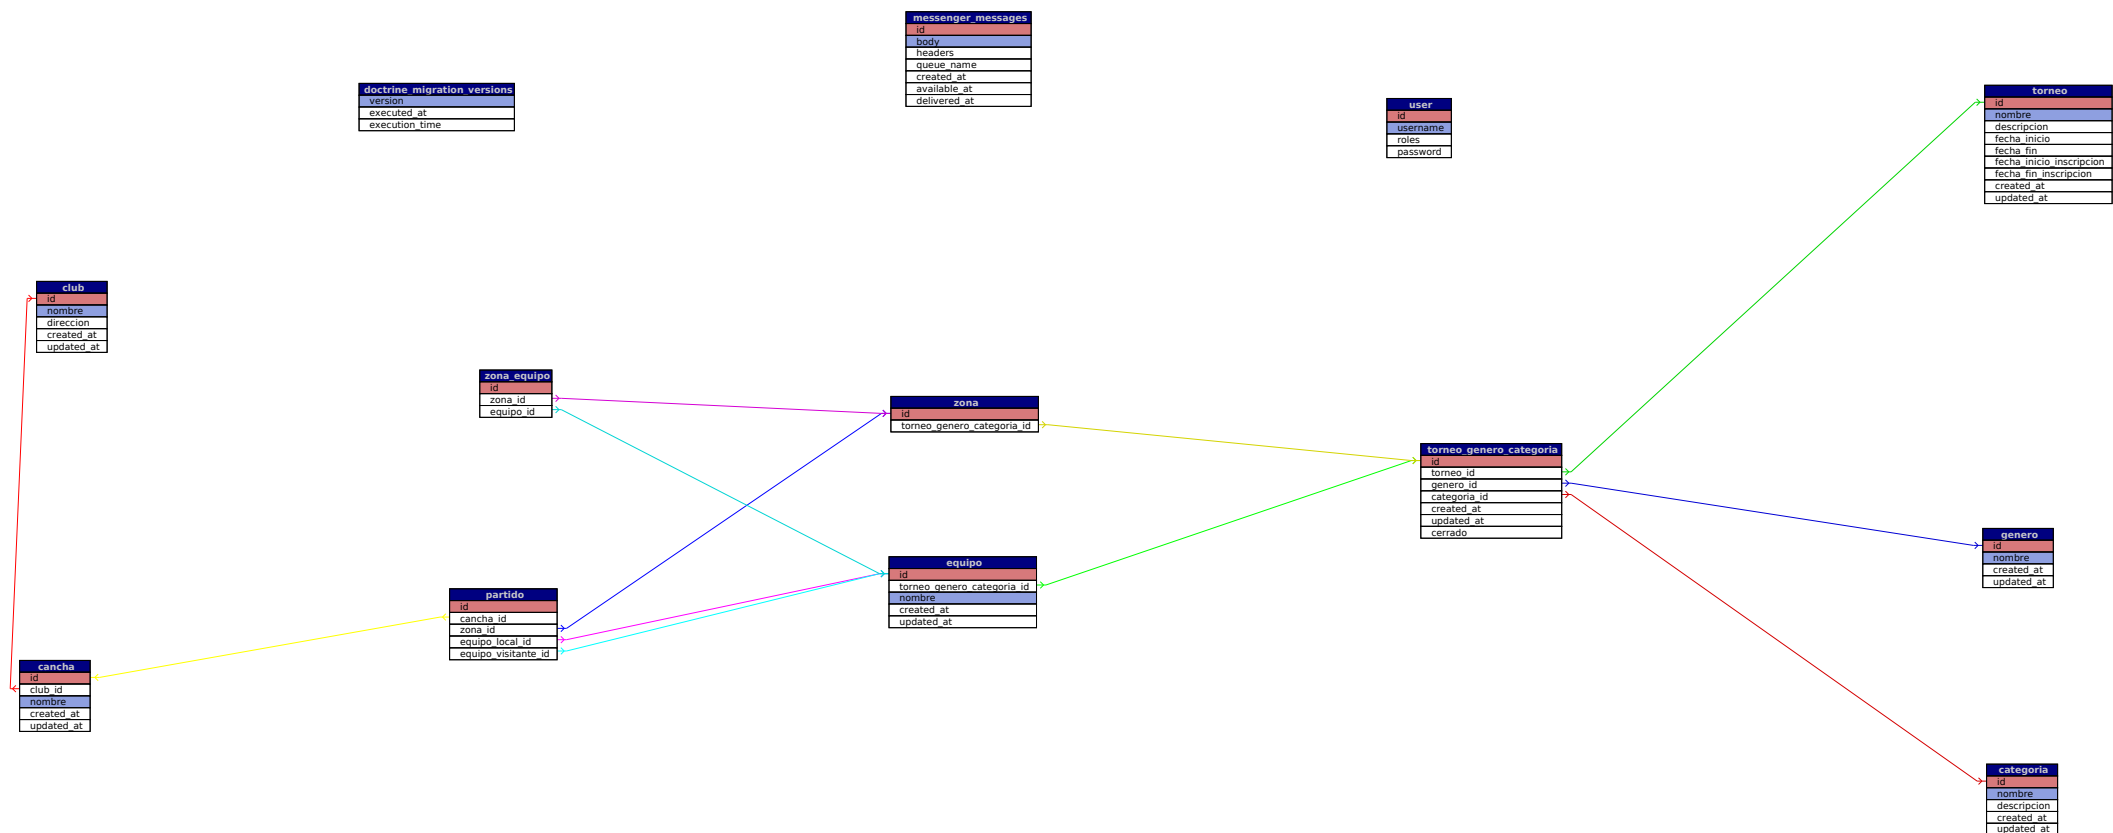 messenger_messages
id
body
headers
queue_name
created_at
available_at
delivered_at
doctrine_migration_versions
version
executed_at
execution_time
user
id
username
roles
password
torneo
id
nombre
descripcion
fecha_inicio
fecha_fin
fecha_inicio_inscripcion
fecha_fin_inscripcion
created_at
updated_at
club
id
nombre
direccion
created_at
updated_at
zona_equipo
id
zona_id
equipo_id
zona
id
torneo_genero_categoria_id
torneo_genero_categoria
id
torneo_id
genero_id
categoria_id
created_at
updated_at
cerrado
genero
id
nombre
created_at
updated_at
equipo
id
torneo_genero_categoria_id
nombre
created_at
updated_at
partido
id
cancha_id
zona_id
equipo_local_id
equipo_visitante_id
cancha
id
club_id
nombre
created_at
updated_at
categoria
id
nombre
descripcion
created_at
updated_at